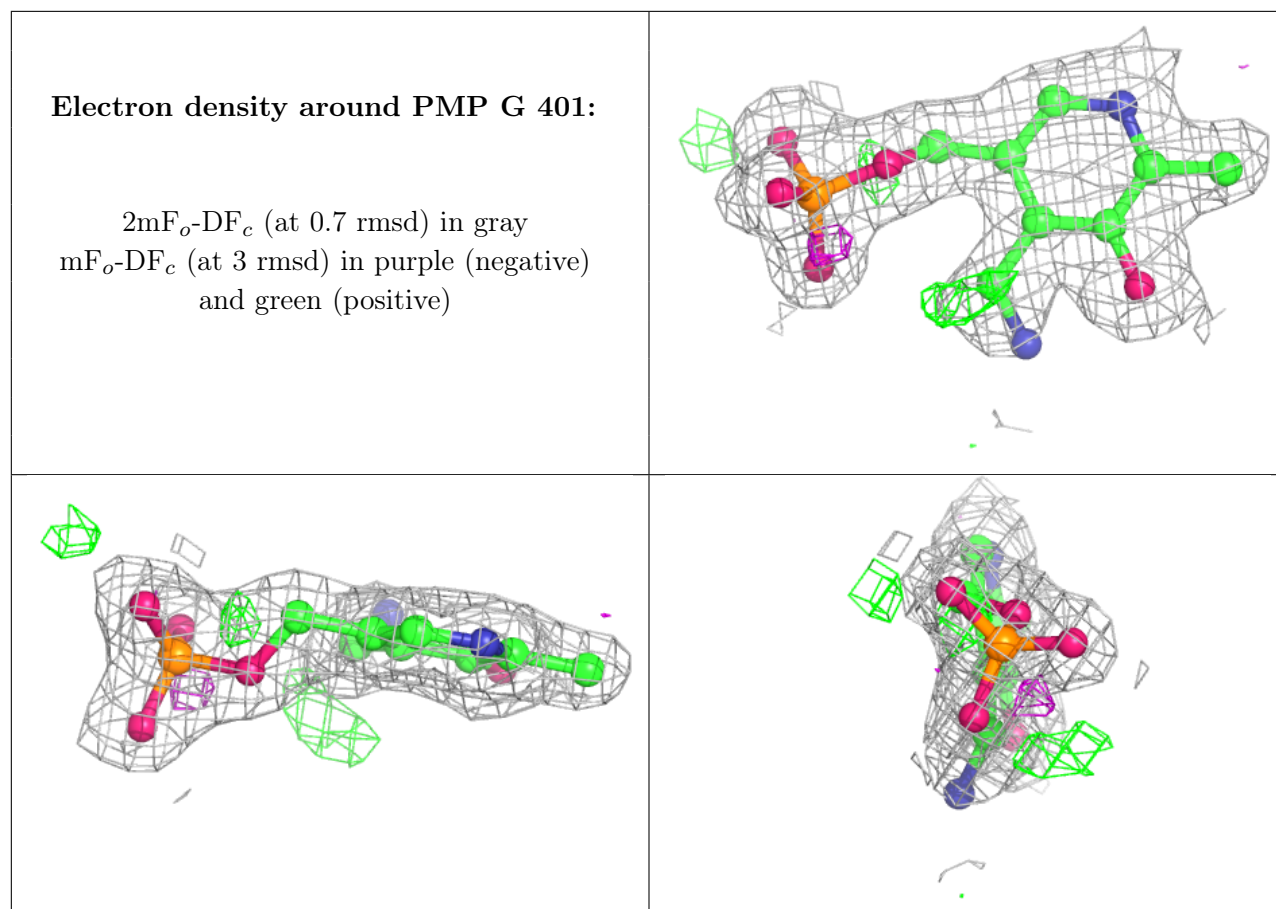 Electron density around PMP G 401:
2mFₒ-DF𝒸 (at 0.7 rmsd) in gray
mFₒ-DF𝒸 (at 3 rmsd) in purple (negative)
and green (positive)